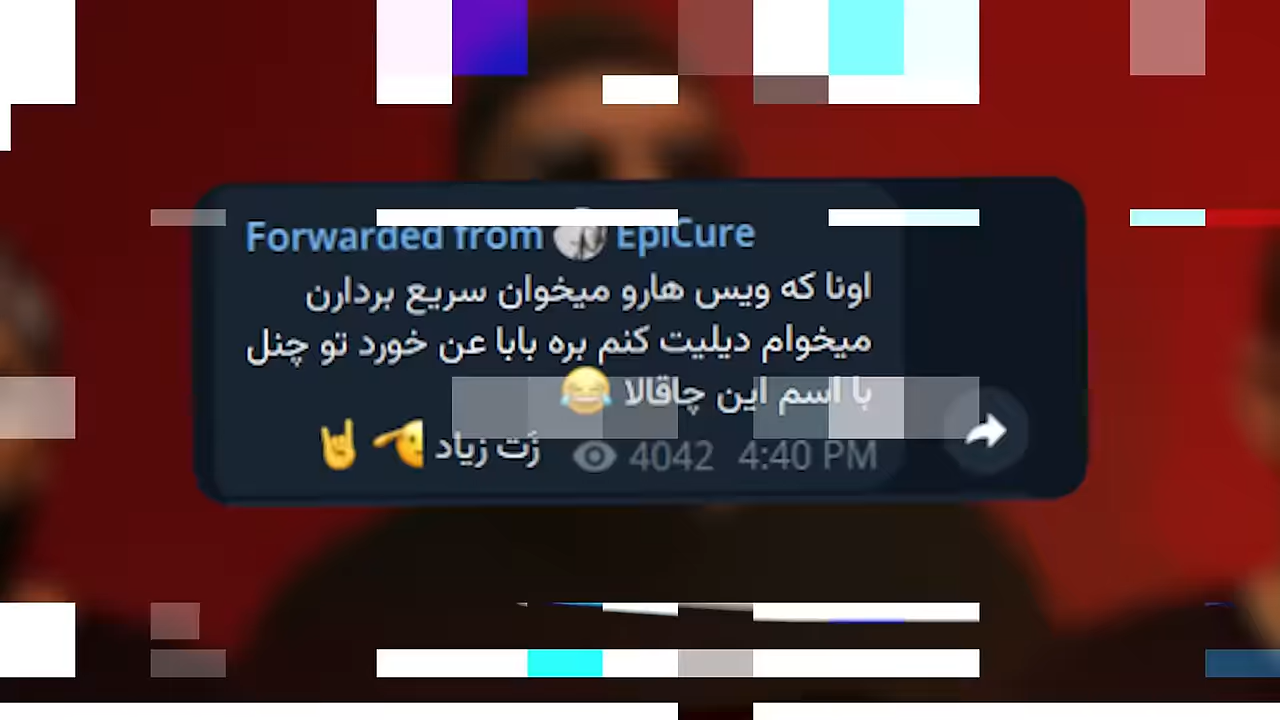 Forwarded from EpiCure
اونا که ویس هارو میخوان سریع بردارن
میخوام دیلیت کنم بره بابا عن خورد تو چنل
با اسم این چاقالا 😂
زَت زیاد 🫡 🤘 4042 4:40 PM